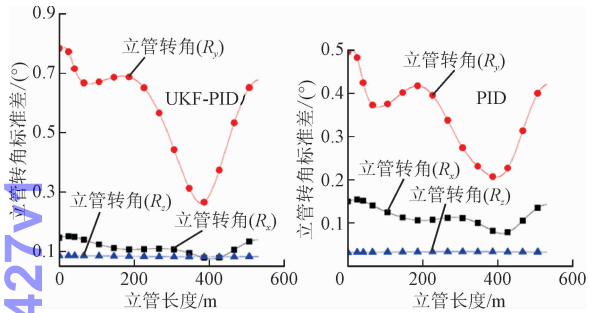 0.9
0.7
0.5
0.3
0.1
0
200
400
600
立管转角标准差/(°)
立管长度/m
立管转角(Ry)
UKF-PID
立管转角(Rz)
立管转角(Rx)
0.5
0.4
0.3
0.2
0.1
0
200
400
600
立管转角标准差/(°)
立管长度/m
立管转角(Ry)
PID
立管转角(Rx)
立管转角(Rz)
427v1